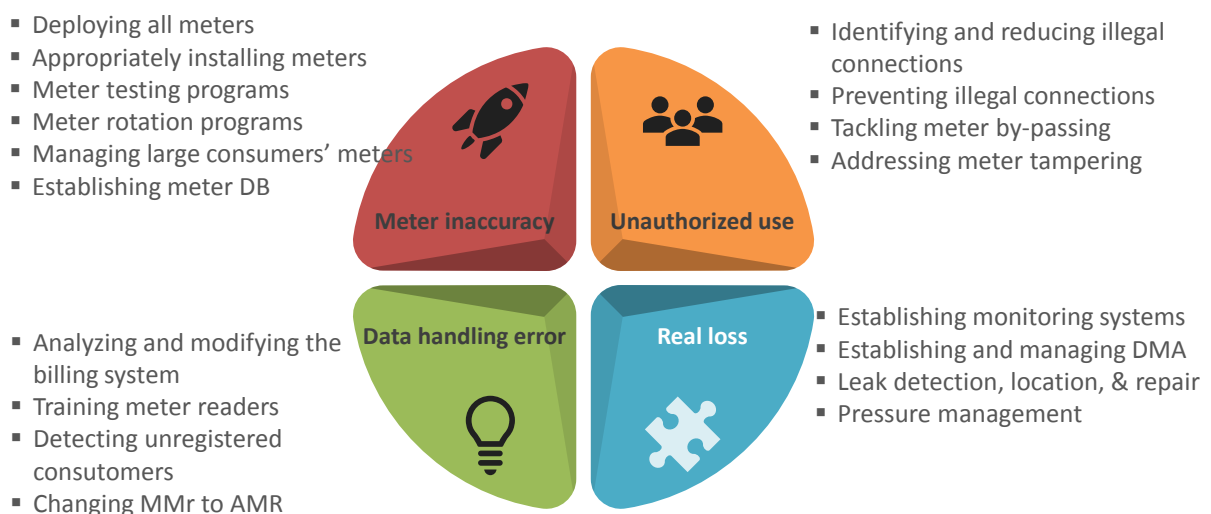 ▪ Deploying all meters
▪ Appropriately installing meters
▪ Meter testing programs
▪ Meter rotation programs
▪ Managing large consumers’ meters
▪ Establishing meter DB
Meter inaccuracy
▪ Identifying and reducing illegal
connections
▪ Preventing illegal connections
▪ Tackling meter by-passing
▪ Addressing meter tampering
Unauthorized use
▪ Analyzing and modifying the
billing system
▪ Training meter readers
▪ Detecting unregistered
consutomers
▪ Changing MMr to AMR
Data handling error
Real loss
▪ Establishing monitoring systems
▪ Establishing and managing DMA
▪ Leak detection, location, & repair
▪ Pressure management